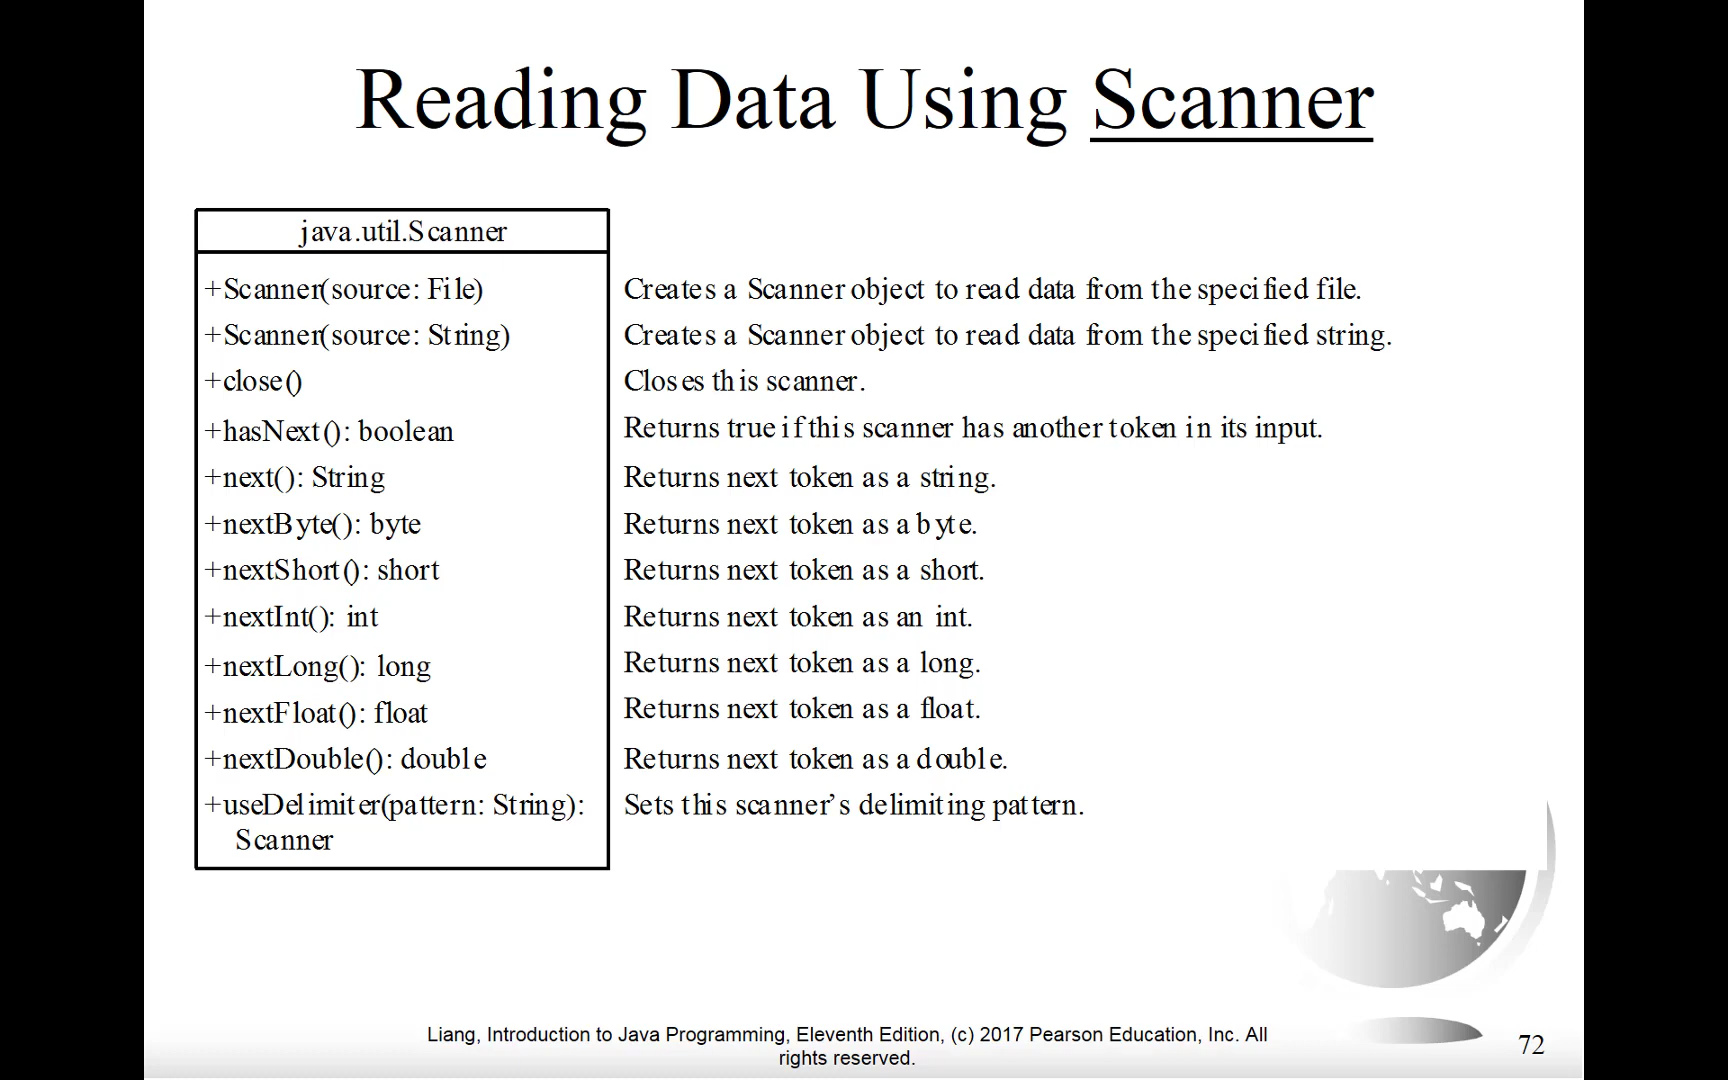 Reading Data Using Scanner
java.util.Scanner
+Scanner(source: File) Creates a Scanner object to read data from the specified file.
+Scanner(source: String) Creates a Scanner object to read data from the specified string.
+close() Closes this scanner.
+hasNext(): boolean Returns true if this scanner has another token in its input.
+next(): String Returns next token as a string.
+nextByte(): byte Returns next token as a byte.
+nextShort(): short Returns next token as a short.
+nextInt(): int Returns next token as an int.
+nextLong(): long Returns next token as a long.
+nextFloat(): float Returns next token as a float.
+nextDouble(): double Returns next token as a double.
+useDelimiter(pattern: String): Sets this scanner’s delimiting pattern.
Scanner
Liang, Introduction to Java Programming, Eleventh Edition, (c) 2017 Pearson Education, Inc. All
rights reserved.
72